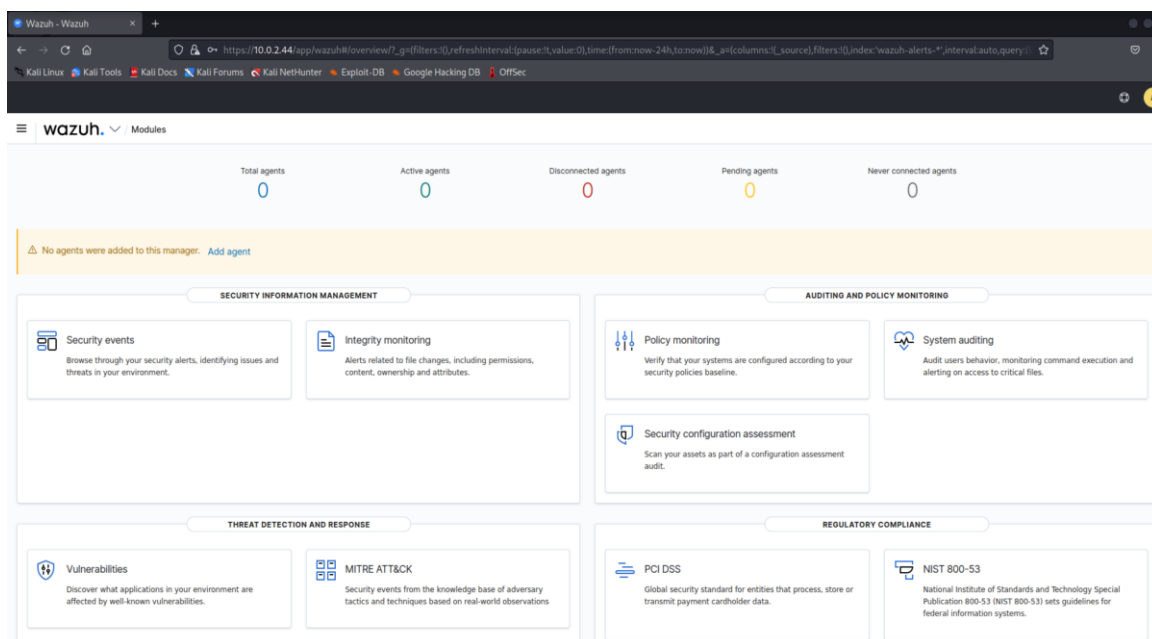 Wazuh - Wazuh
https://10.0.2.44/app/wazuh#/overview/?_g=(filters:!(),refreshInterval:(pause:!t,value:0),time:(from:now-24h,to:now))&_a=(columns:!(_source),filters:!(),index:'wazuh-alerts-*',interval:auto,query:(
Kali Linux Kali Tools Kali Docs Kali Forums Kali NetHunter Exploit-DB Google Hacking DB OffSec
wazuh. / Modules
Total agents Active agents Disconnected agents Pending agents Never connected agents
0 0 0 0 0
No agents were added to this manager. Add agent
SECURITY INFORMATION MANAGEMENT
Security events
Browse through your security alerts, identifying issues and
threats in your environment.
Integrity monitoring
Alerts related to file changes, including permissions,
content, ownership and attributes.
AUDITING AND POLICY MONITORING
Policy monitoring
Verify that your systems are configured according to your
security policies baseline.
System auditing
Audit users behavior, monitoring command execution and
alerting on access to critical files.
Security configuration assessment
Scan your assets as part of a configuration assessment
audit.
THREAT DETECTION AND RESPONSE
Vulnerabilities
Discover what applications in your environment are
affected by well-known vulnerabilities.
MITRE ATT&CK
Security events from the knowledge base of adversary
tactics and techniques based on real-world observations
REGULATORY COMPLIANCE
PCI DSS
Global security standard for entities that process, store or
transmit payment cardholder data.
NIST 800-53
National Institute of Standards and Technology Special
Publication 800-53 (NIST 800-53) sets guidelines for
federal information systems.